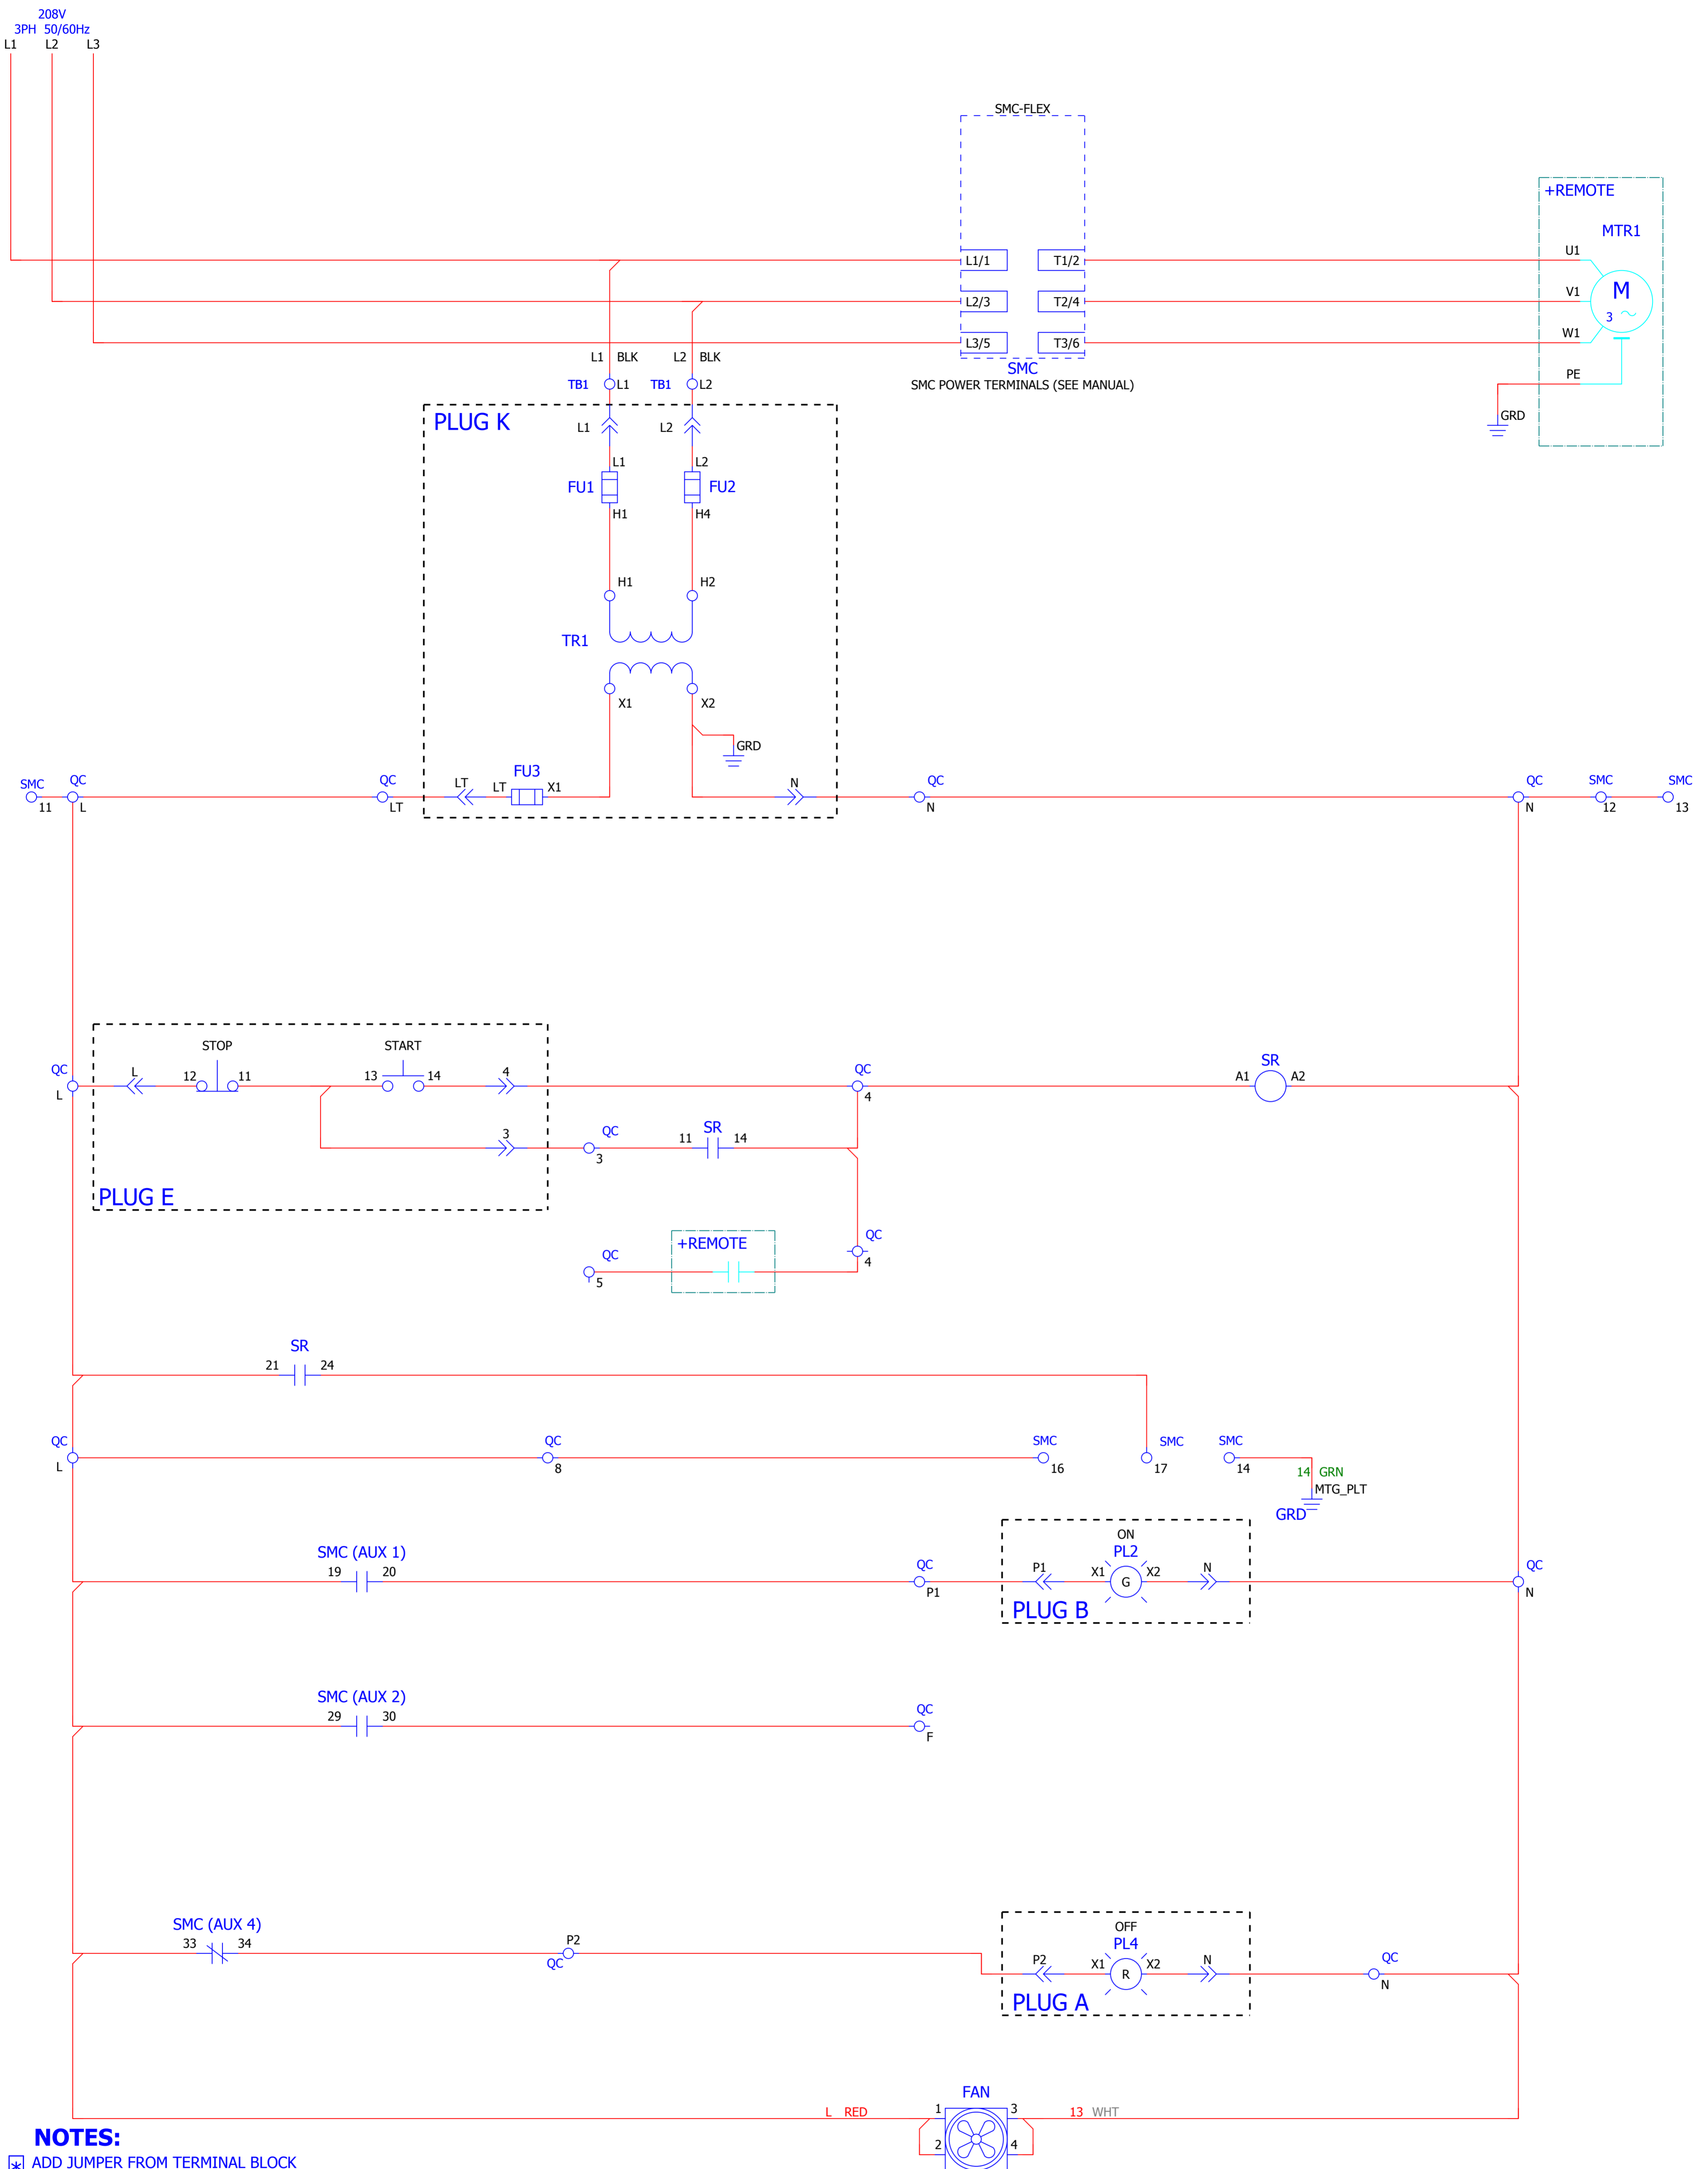 208V
3PH 50/60Hz
L1 L2 L3
SMC-FLEX
+REMOTE
MTR1
L1/1 T1/2 U1
L2/3 T2/4 V1 M
3
L3/5 T3/6 W1
L1 BLK L2 BLK
SMC
SMC POWER TERMINALS (SEE MANUAL)
PE
TB1 L1 TB1 L2
GRD
PLUG K
L1 L2
L1 L2
FU1 FU2
H1 H4
H1 H2
TR1
X1 X2
GRD
FU3
SMC QC QC LT LT X1 N QC QC SMC SMC
11 L LT N N 12 13
STOP START
QC L 12 11 13 14 4 QC SR
A1 A2
L 4
3 QC 11 SR 14
3
PLUG E
QC +REMOTE QC
5 4
SR
21 24
QC QC SMC SMC SMC
L 8 16 17 14
14 GRN
MTG_PLT
GRD
ON
SMC (AUX 1) PL2
19 20 QC P1 X1 G X2 N QC
P1 N
PLUG B
SMC (AUX 2)
29 30 QC
F
SMC (AUX 4) OFF
33 34 P2 PL4
QC P2 X1 R X2 N QC
N
PLUG A
FAN
L RED 1 3 13 WHT
2 4
NOTES:
* ADD JUMPER FROM TERMINAL BLOCK